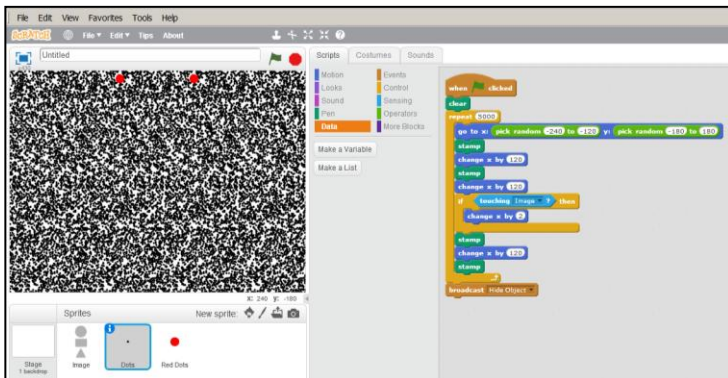 File Edit View Favorites Tools Help
SCRATCH File Edit Tips About
Untitled
Scripts Costumes Sounds
Motion Events
Looks Control
Sound Sensing
Pen Operators
Data More Blocks
Make a Variable
Make a List
when clicked
clear
repeat 5000
go to x: pick random -240 to -120 y: pick random -180 to 180
stamp
change x by 120
stamp
change x by 120
if touching Image ? then
change x by 2
stamp
change x by 120
stamp
broadcast Hide Object
X: 240 y: -180
Sprites New sprite:
Stage
1 backdrop
Image
Dots
Red Dots